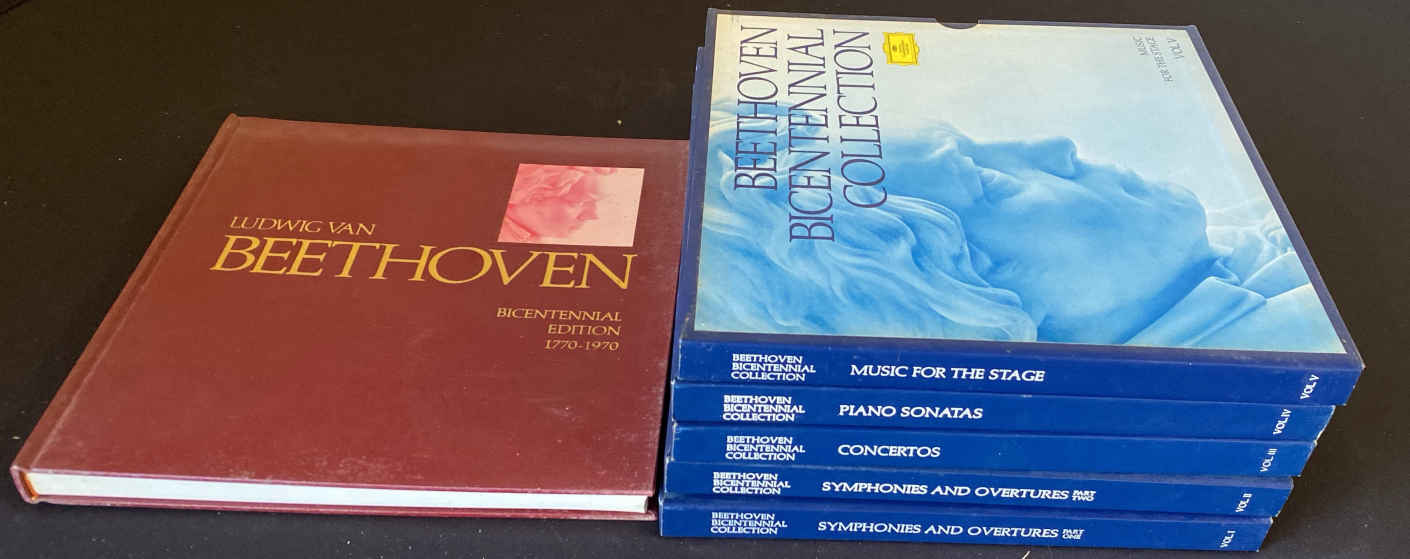 LUDWIG VAN
BEETHOVEN
BICENTENNIAL
EDITION
1770-1970
BEETHOVEN
BICENTENNIAL
COLLECTION
MUSIC
FOR THE STAGE
VOL V
BEETHOVEN
BICENTENNIAL
COLLECTION
MUSIC FOR THE STAGE
VOL V
BEETHOVEN
BICENTENNIAL
COLLECTION
PIANO SONATAS
VOL IV
BEETHOVEN
BICENTENNIAL
COLLECTION
CONCERTOS
VOL III
BEETHOVEN
BICENTENNIAL
COLLECTION
SYMPHONIES AND OVERTURES PART
TWO
VOL II
BEETHOVEN
BICENTENNIAL
COLLECTION
SYMPHONIES AND OVERTURES PART
ONE
VOL I